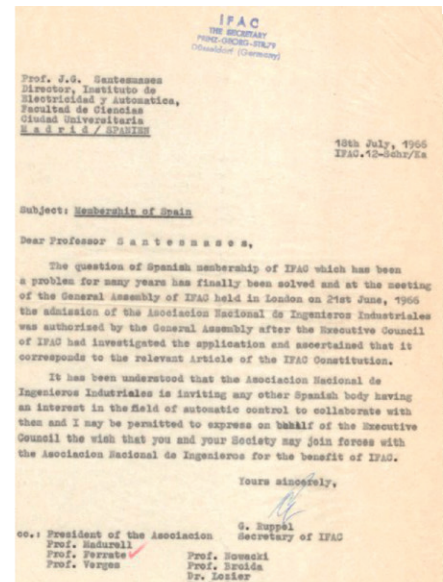 IFAC
THE SECRETARY
PRINZ-GEORG-STR.79
Düsseldorf (Germany)
Prof. J.G. Santesmases
Director, Instituto de
Electricidad y Automatica,
Facultad de Ciencias
Ciudad Universitaria
M a d r i d / SPANIEN
18th July, 1966
IFAC.12-Schr/Ka
Subject: Membership of Spain
Dear Professor S a n t e s m a s e s,
The question of Spanish membership of IFAC which has been
a problem for many years has finally been solved and at the meeting
of the General Assembly of IFAC held in London on 21st June, 1966
the admission of the Asociacion Nacional de Ingenieros Industriales
was authorised by the General Assembly after the Executive Council
of IFAC had investigated the application and ascertained that it
corresponds to the relevant Article of the IFAC Constitution.
It has been understood that the Asociacion Nacional de
Ingenieros Indutriales is inviting any other Spanish body having
an interest in the field of automatic control to collaborate with
them and I may be permitted to express on behalf of the Executive
Council the wish that you and your Society may join forces with
the Asociacion Nacional de Ingenieros for the benefit of IFAC.
Yours sincerely,
G. Ruppel
Secretary of IFAC
cc.: President of the Asociacion
Prof. Madurell
Prof. Ferrate Prof. Nowacki
Prof. Verges Prof. Broida
Dr. Lozier